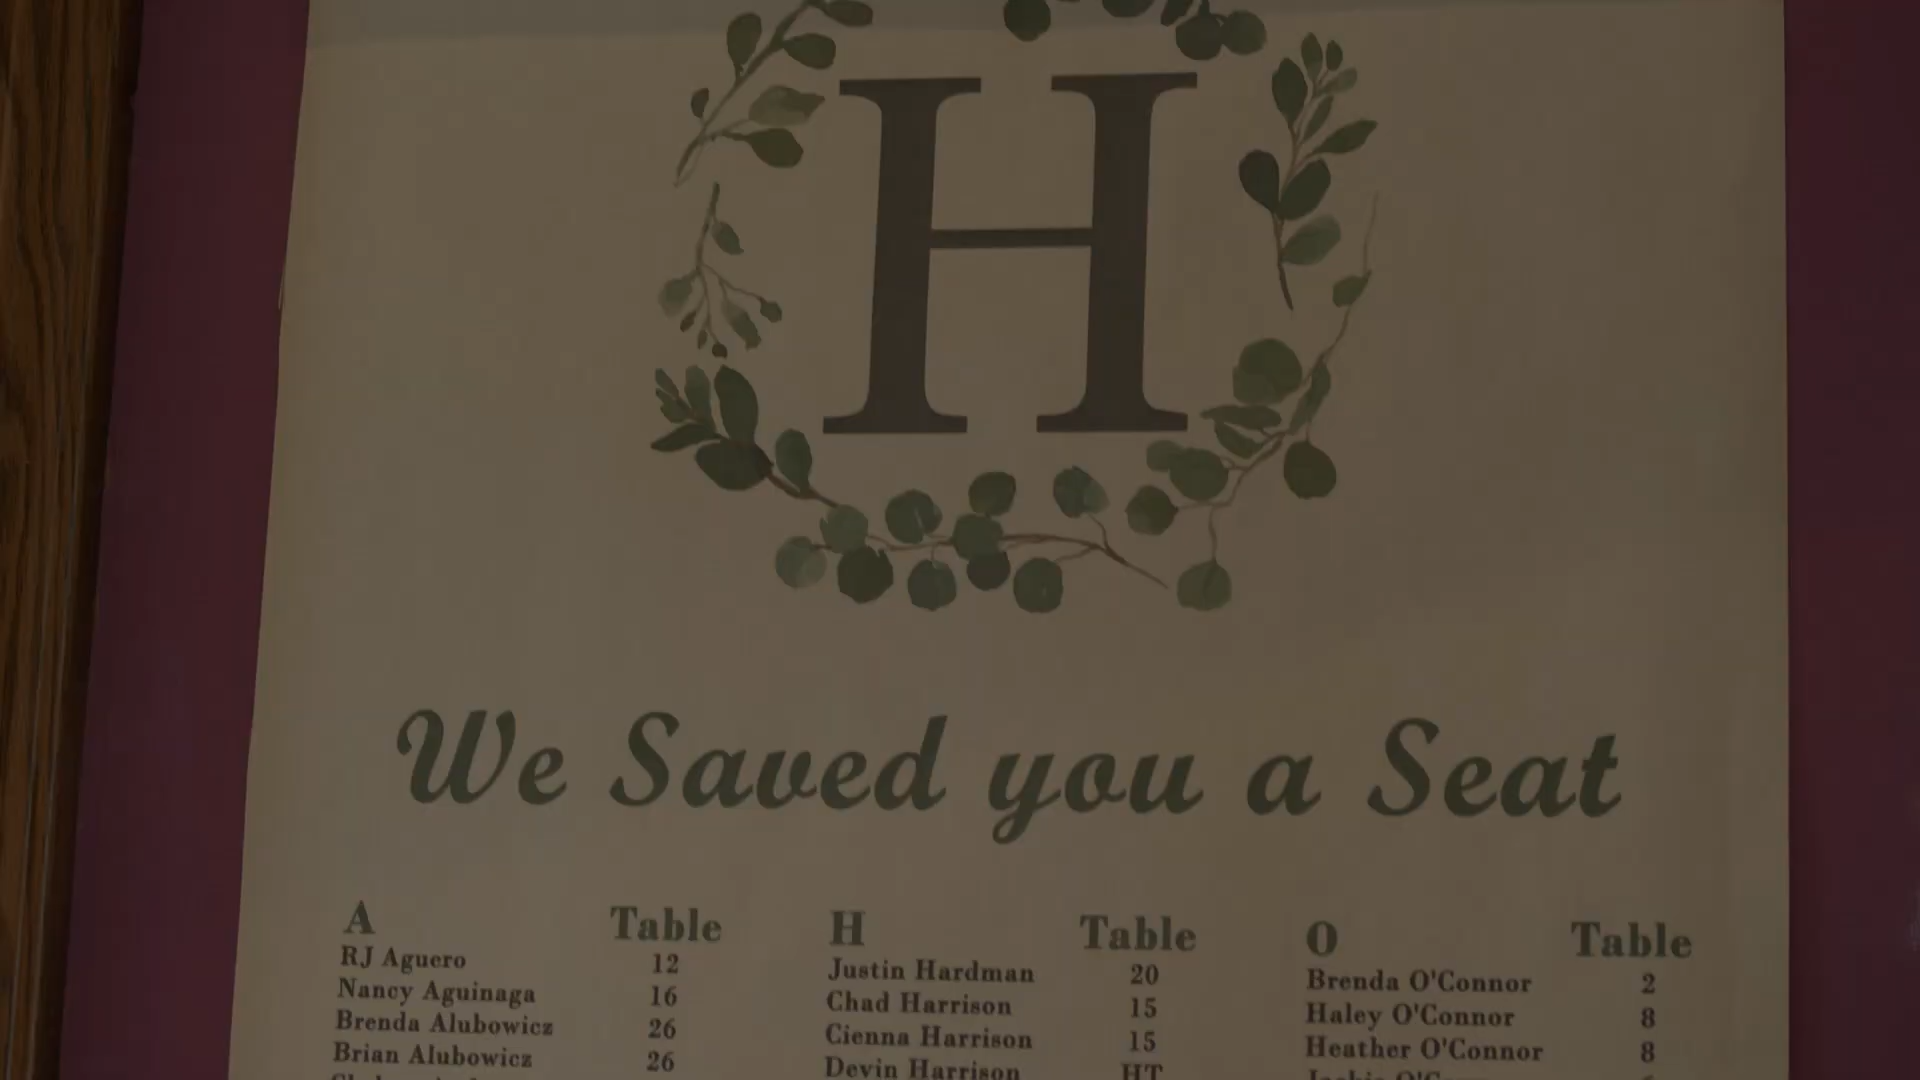 H
We Saved you a Seat
A Table H Table O Table
RJ Aguero 12 Justin Hardman 20 Brenda O'Connor 2
Nancy Aguinaga 16 Chad Harrison 15 Haley O'Connor 8
Brenda Alubowicz 26 Cienna Harrison 15 Heather O'Connor 8
Brian Alubowicz 26 Devin Harrison HT